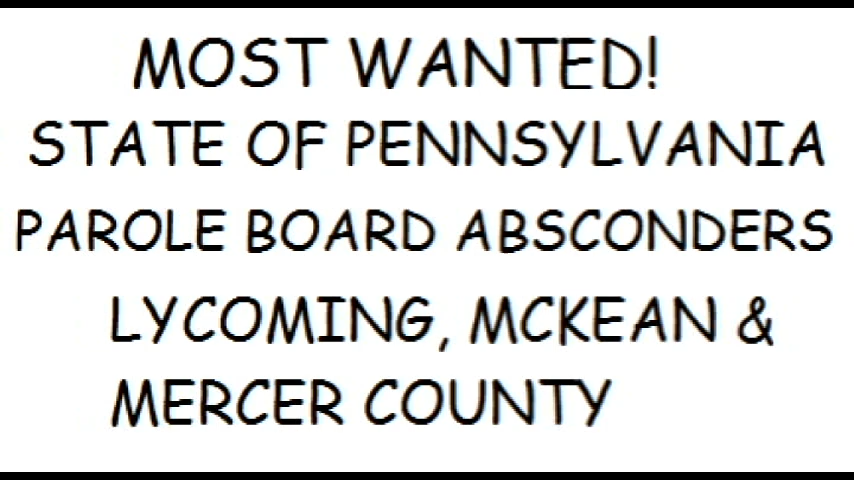 MOST WANTED!
STATE OF PENNSYLVANIA
PAROLE BOARD ABSCONDERS
LYCOMING, MCKEAN &
MERCER COUNTY